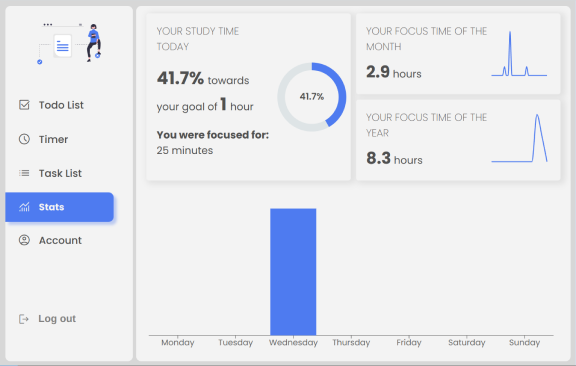 Todo List
Timer
Task List
Stats
Account
Log out
YOUR STUDY TIME
TODAY
41.7% towards
your goal of 1 hour
You were focused for:
25 minutes
41.7%
YOUR FOCUS TIME OF THE
MONTH
2.9 hours
YOUR FOCUS TIME OF THE
YEAR
8.3 hours
Monday Tuesday Wednesday Thursday Friday Saturday Sunday